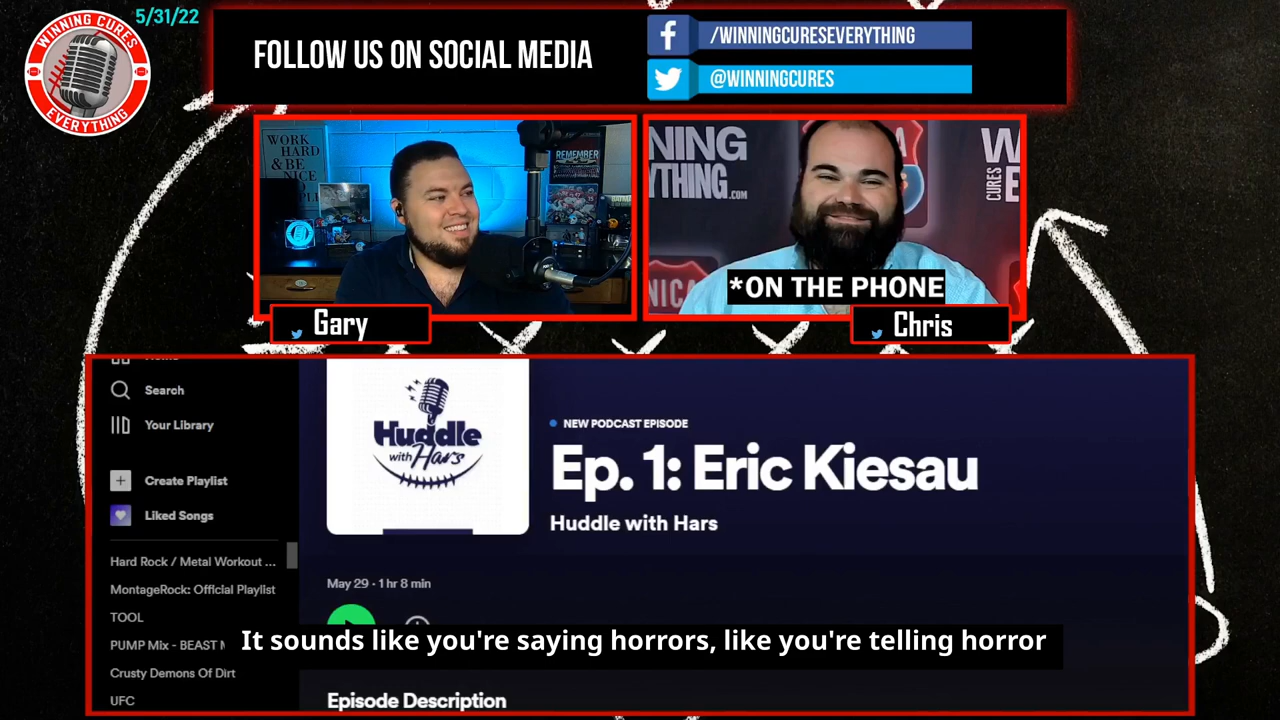 5/31/22
WINNING CURES
EVERYTHING
FOLLOW US ON SOCIAL MEDIA
/WINNINGCURESEVERYTHING
@WINNINGCURES
WORK
HARD
& BE
NICE
TO
REMEMBER
NING
YTHING.COM
W
CURES
E
NICA
*ON THE PHONE
Gary
Chris
Home
Search
Your Library
Create Playlist
Liked Songs
Hard Rock / Metal Workout ...
MontageRock: Official Playlist
TOOL
PUMP Mix - BEAST M
Crusty Demons Of Dirt
UFC
Huddle
with Hars
NEW PODCAST EPISODE
Ep. 1: Eric Kiesau
Huddle with Hars
May 29 · 1 hr 8 min
It sounds like you're saying horrors, like you're telling horror
Episode Description